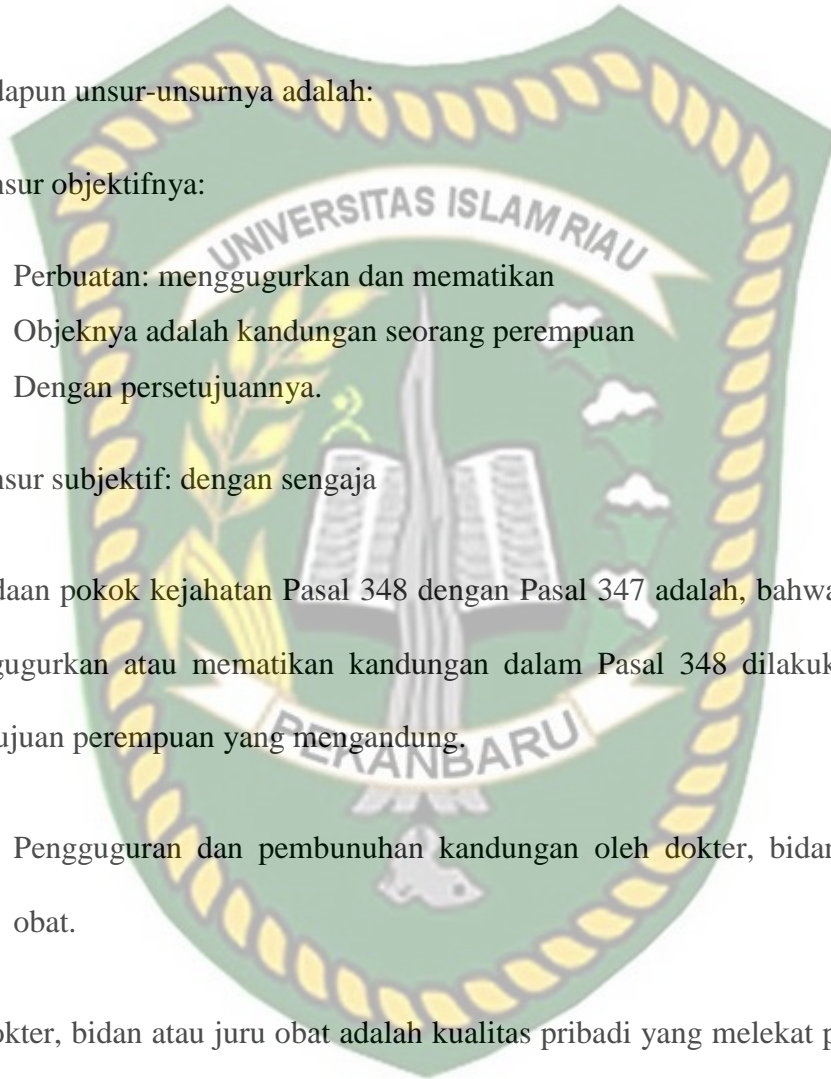 dapun unsur-unsurnya adalah:
nsur objektifnya:
UNIVERSITAS ISLAM RIAU
Perbuatan: menggugurkan dan mematikan
Objeknya adalah kandungan seorang perempuan
Dengan persetujuannya.
nsur subjektif: dengan sengaja
daan pokok kejahatan Pasal 348 dengan Pasal 347 adalah, bahwa
gugurkan atau mematikan kandungan dalam Pasal 348 dilakuk
ujuan perempuan yang mengandung.
PEKANBARU
Pengguguran dan pembunuhan kandungan oleh dokter, bidan
obat.
okter, bidan atau juru obat adalah kualitas pribadi yang melekat p